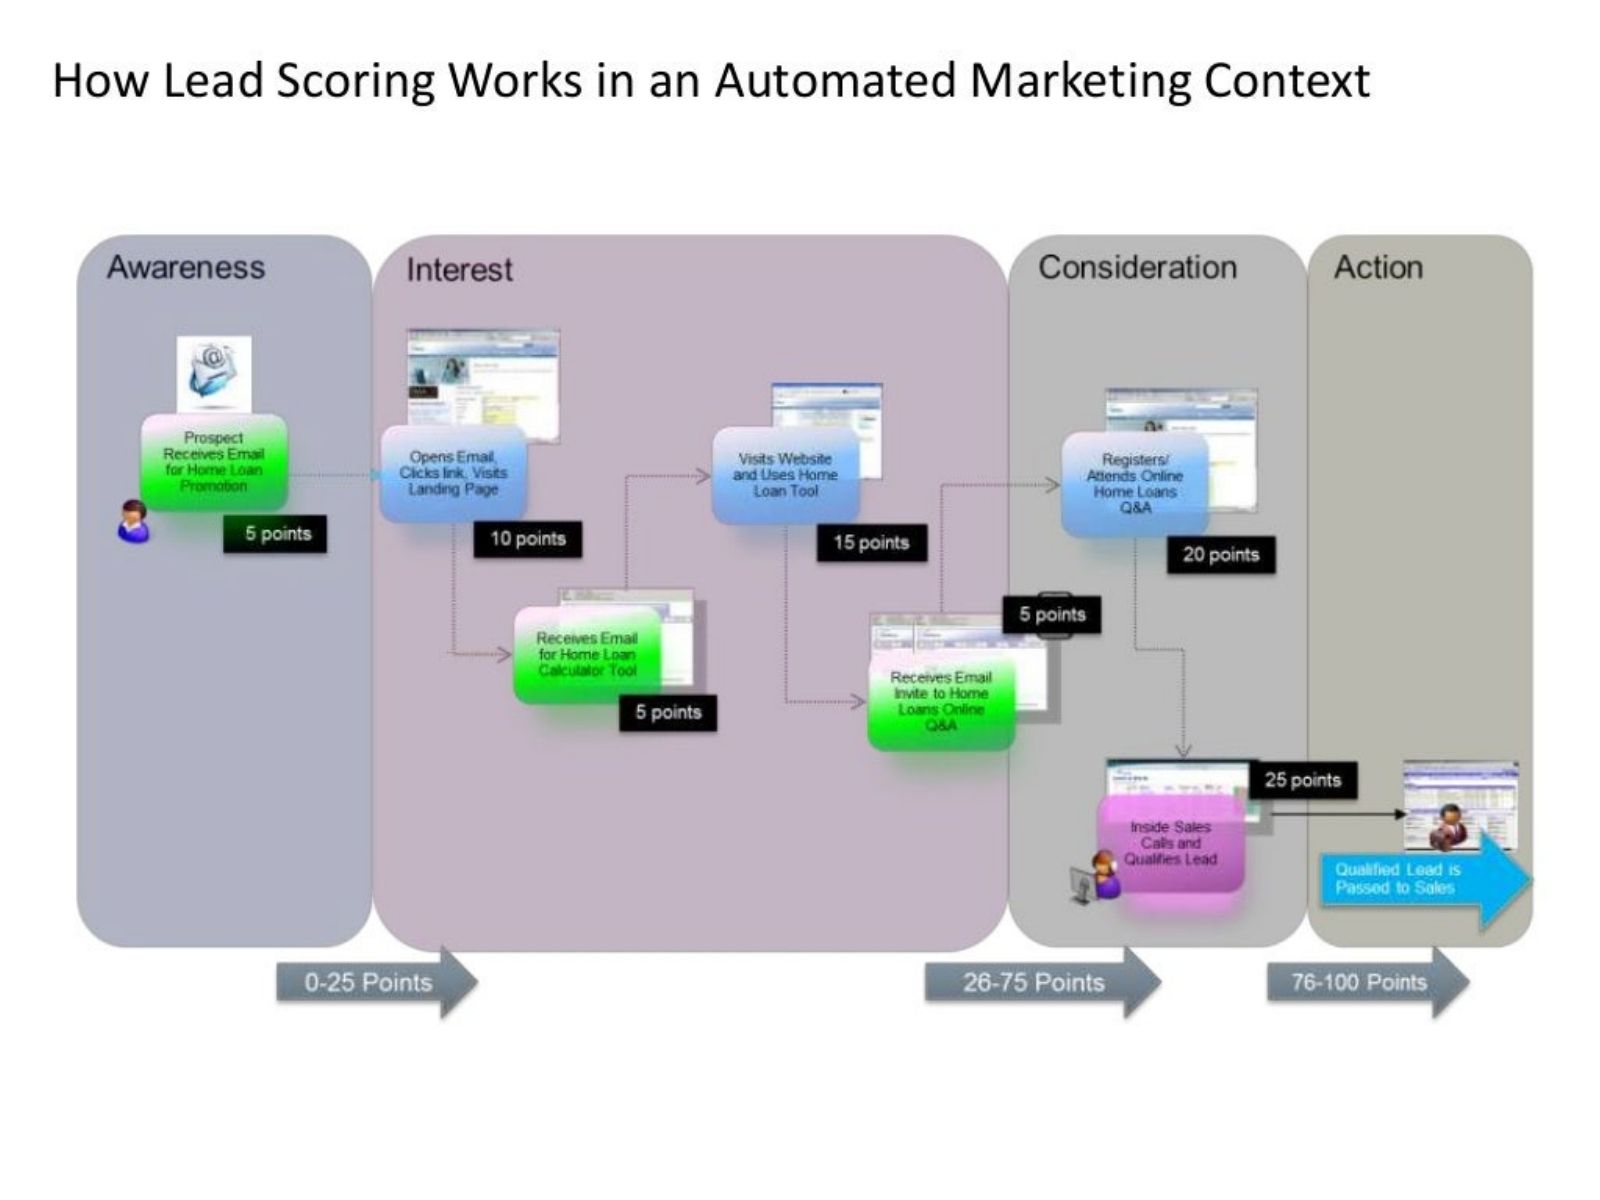 How Lead Scoring Works in an Automated Marketing Context
Awareness
Interest
Consideration
Action
Prospect
Receives Email
for Home Loan
Promotion
5 points
Opens Email,
Clicks link, Visits
Landing Page
10 points
Receives Email
for Home Loan
Calculator Tool
5 points
Visits Website
and Uses Home
Loan Tool
15 points
Receives Email
Invite to Home
Loans Online
Q&A
5 points
Registers/
Attends Online
Home Loans
Q&A
20 points
Inside Sales
Calls and
Qualifies Lead
25 points
Qualified Lead is
Passed to Sales
0-25 Points
26-75 Points
76-100 Points